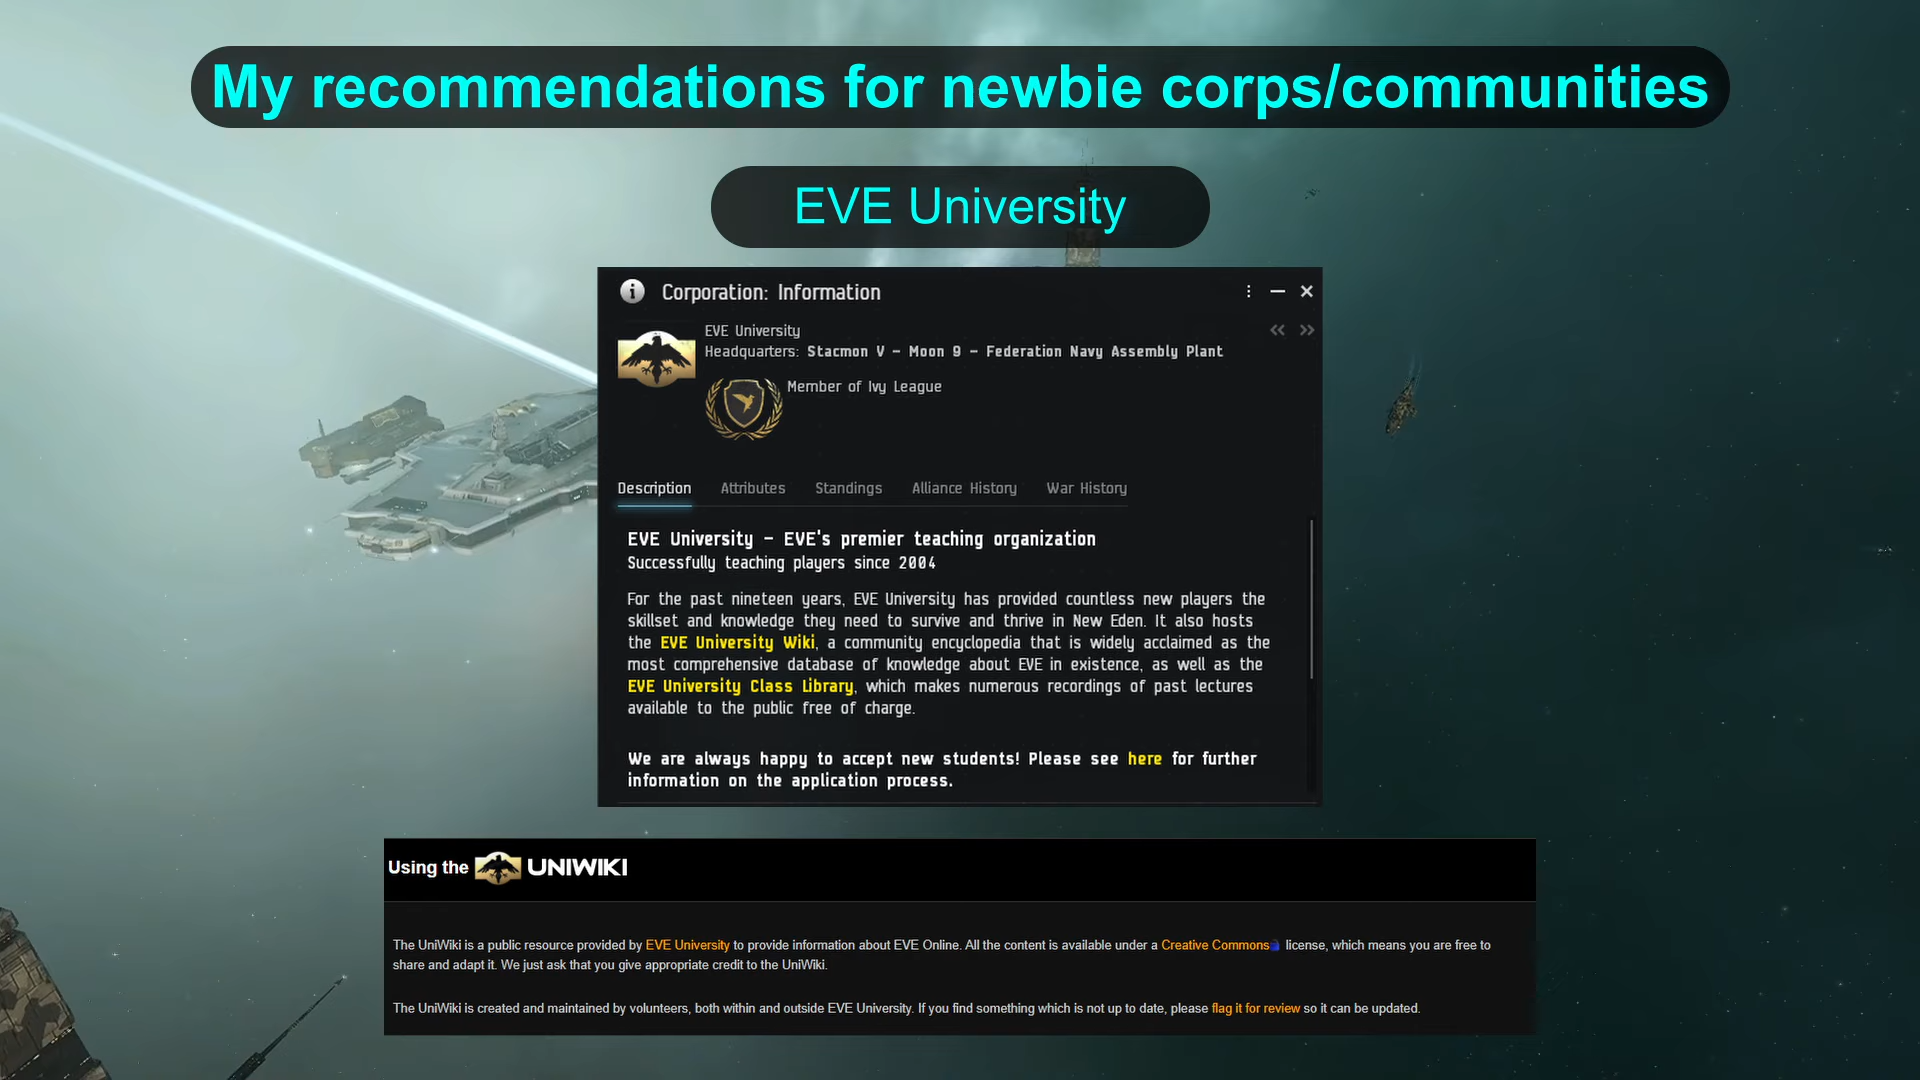 My recommendations for newbie corps/communities
EVE University
Corporation: Information
EVE University
Headquarters: Stacmon V - Moon 9 - Federation Navy Assembly Plant
Member of Ivy League
Description Attributes Standings Alliance History War History
EVE University - EVE's premier teaching organization
Successfully teaching players since 2004
For the past nineteen years, EVE University has provided countless new players the
skillset and knowledge they need to survive and thrive in New Eden. It also hosts
the EVE University Wiki, a community encyclopedia that is widely acclaimed as the
most comprehensive database of knowledge about EVE in existence, as well as the
EVE University Class Library, which makes numerous recordings of past lectures
available to the public free of charge.
We are always happy to accept new students! Please see here for further
information on the application process.
Using the UNIWIKI
The UniWiki is a public resource provided by EVE University to provide information about EVE Online. All the content is available under a Creative Commons license, which means you are free to
share and adapt it. We just ask that you give appropriate credit to the UniWiki.
The UniWiki is created and maintained by volunteers, both within and outside EVE University. If you find something which is not up to date, please flag it for review so it can be updated.